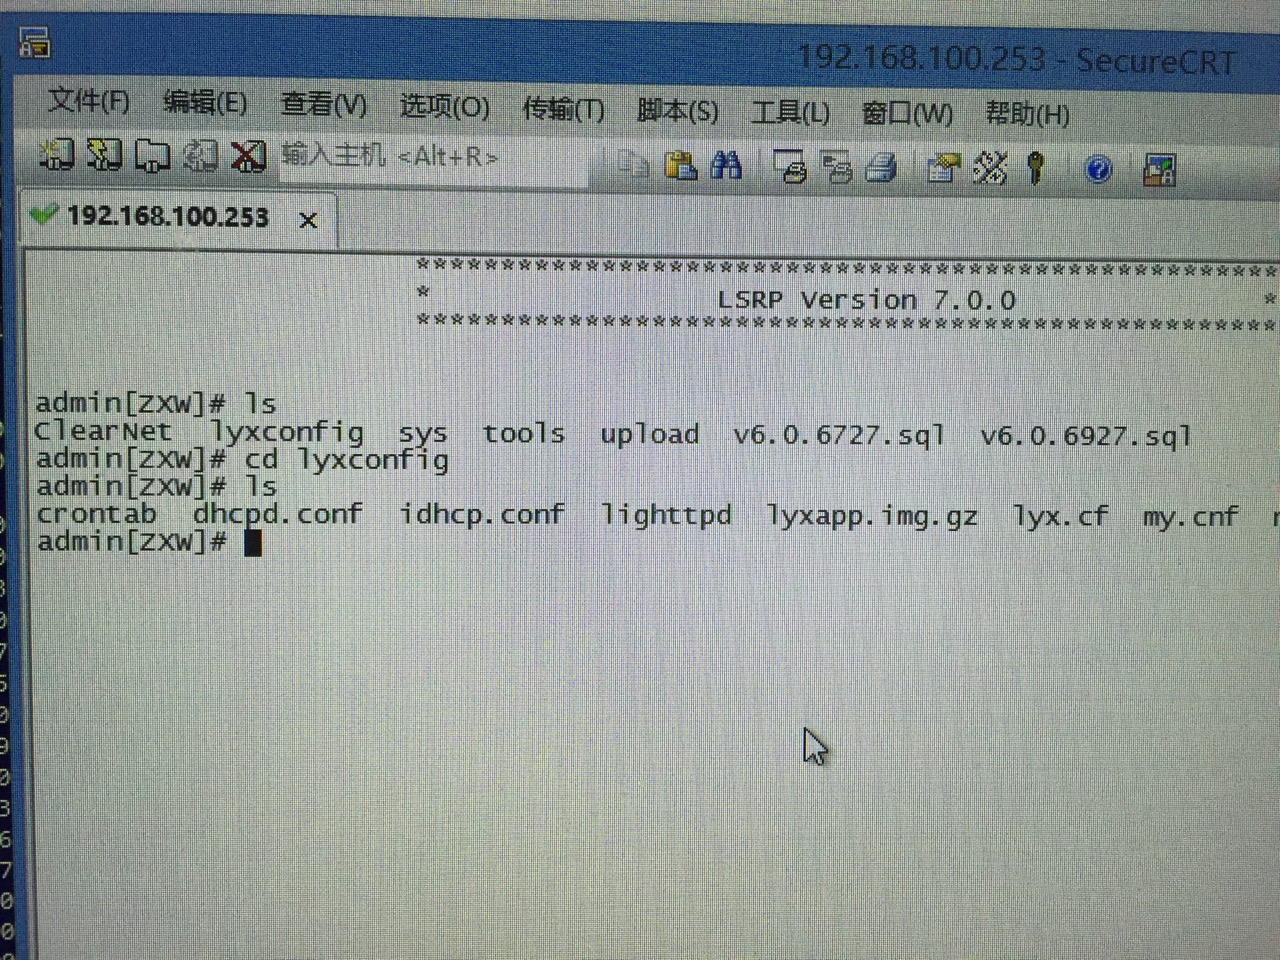 192.168.100.253 - SecureCRT
文件(F) 编辑(E) 查看(V) 选项(O) 传输(T) 脚本(S) 工具(L) 窗口(W) 帮助(H)
输入主机 <Alt+R>
192.168.100.253 x
***************************************************
* LSRP Version 7.0.0 *
***************************************************
admin[ZXW]# ls
ClearNet lyxconfig sys tools upload v6.0.6727.sql v6.0.6927.sql
admin[ZXW]# cd lyxconfig
admin[ZXW]# ls
crontab dhcpd.conf idhcp.conf lighttpd lyxapp.img.gz lyx.cf my.cnf
admin[ZXW]#